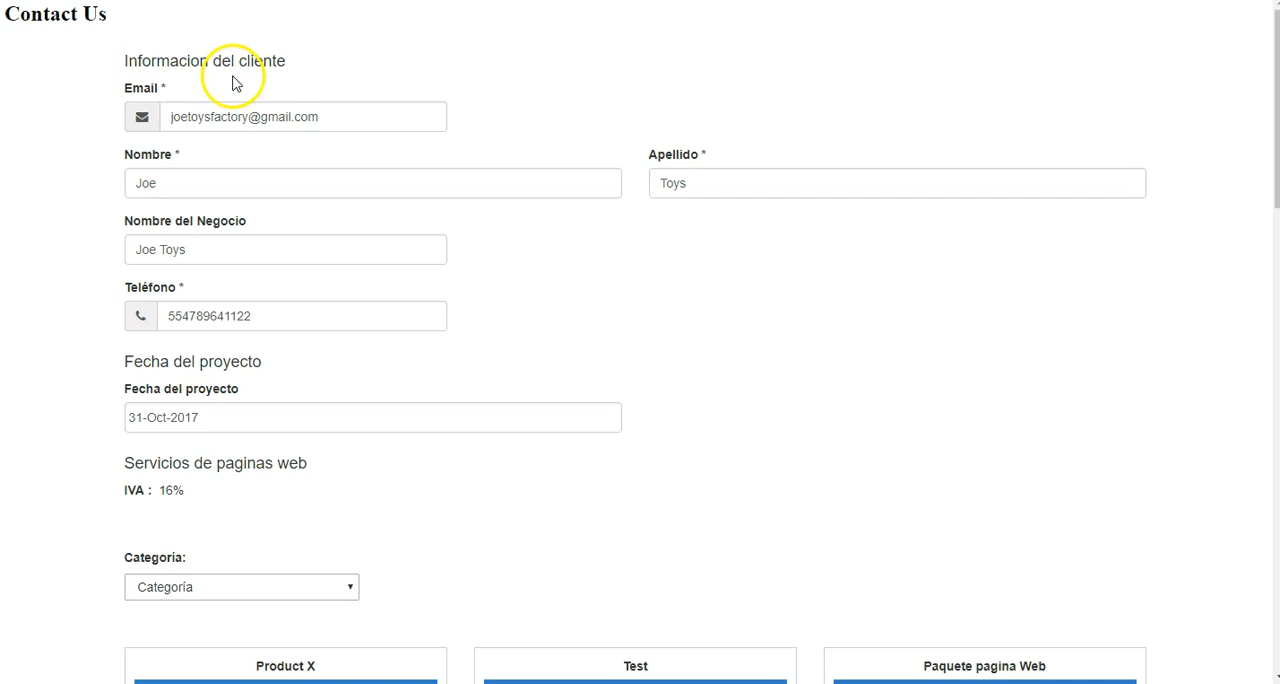 Contact Us
Informacion del cliente
Email *
joetoysfactory@gmail.com
Nombre *
Apellido *
Joe
Toys
Nombre del Negocio
Joe Toys
Teléfono *
554789641122
Fecha del proyecto
Fecha del proyecto
31-Oct-2017
Servicios de paginas web
IVA : 16%
Categoría:
Categoría
Product X
Test
Paquete pagina Web